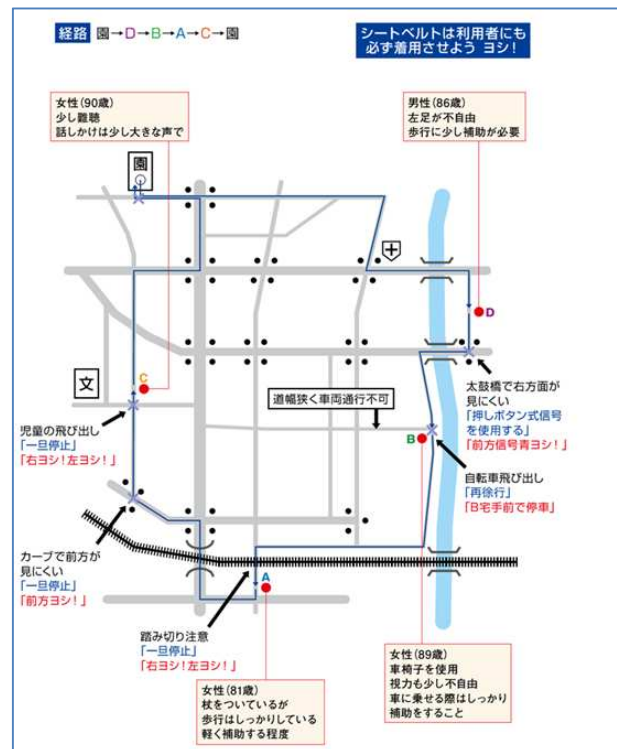 経路 園→D→B→A→C→園
シートベルトは利用者にも
必ず着用させよう ヨシ!
女性(90歳)
少し難聴
話しかけは少し大きな声で
男性(86歳)
左足が不自由
歩行に少し補助が必要
園
D
文
C
道幅狭く車両通行不可
B
太鼓橋で右方面が
見にくい
「押しボタン式信号
を使用する」
「前方信号青ヨシ!」
児童の飛び出し
「一旦停止」
「右ヨシ!左ヨシ!」
自転車飛び出し
「再徐行」
「B宅手前で停車」
カーブで前方が
見にくい
「一旦停止」
「前方ヨシ!」
A
踏み切り注意
「一旦停止」
「右ヨシ!左ヨシ!」
女性(81歳)
杖をついているが
歩行はしっかりしている
軽く補助する程度
女性(89歳)
車椅子を使用
視力も少し不自由
車に乗せる際はしっかり
補助をすること